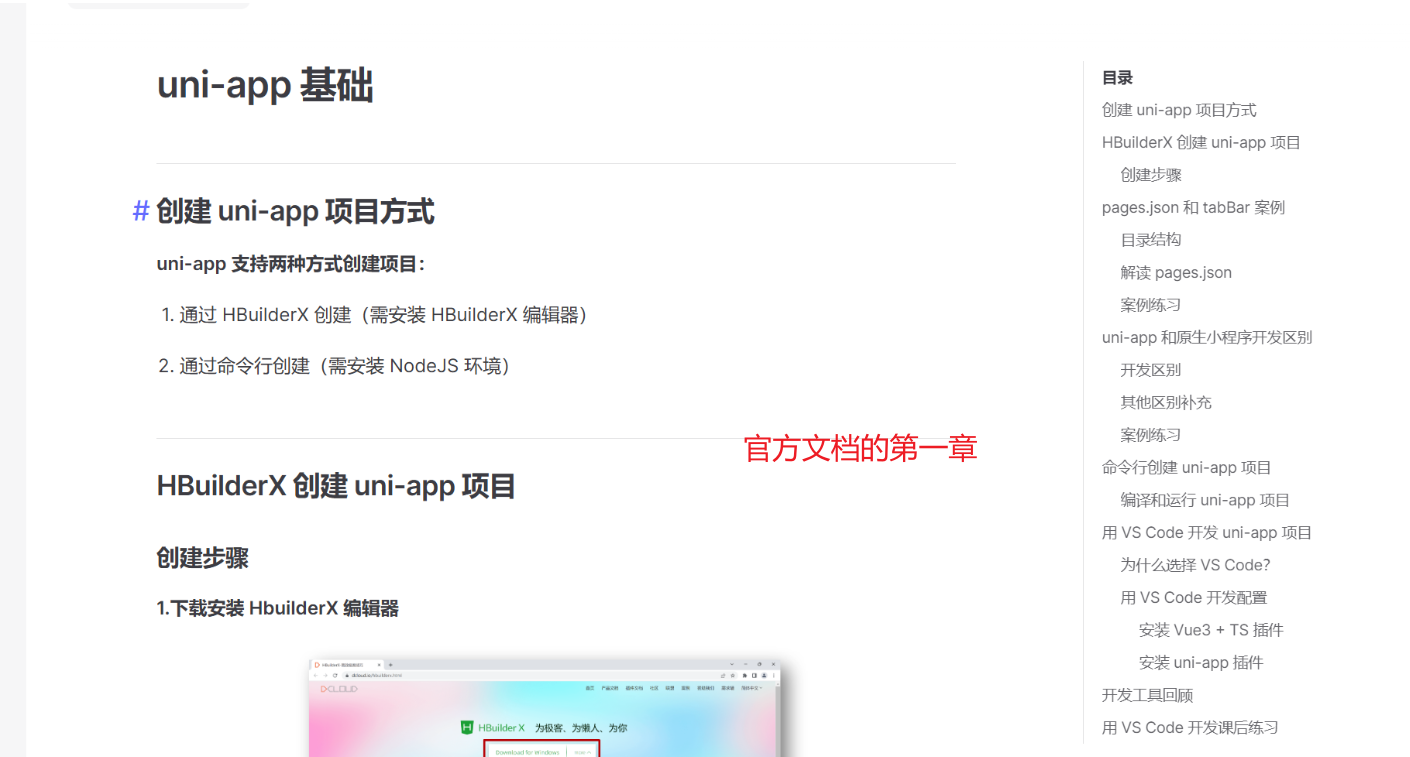 uni-app 基础
# 创建 uni-app 项目方式
uni-app 支持两种方式创建项目：
1. 通过 HBuilderX 创建（需安装 HBuilderX 编辑器）
2. 通过命令行创建（需安装 NodeJS 环境）
官方文档的第一章
HBuilderX 创建 uni-app 项目
创建步骤
1.下载安装 HbuilderX 编辑器
DCLOUD
HBuilder X 为极客、为懒人、为你
Download for Windows
目录
创建 uni-app 项目方式
HBuilderX 创建 uni-app 项目
创建步骤
pages.json 和 tabBar 案例
目录结构
解读 pages.json
案例练习
uni-app 和原生小程序开发区别
开发区别
其他区别补充
案例练习
命令行创建 uni-app 项目
编译和运行 uni-app 项目
用 VS Code 开发 uni-app 项目
为什么选择 VS Code？
用 VS Code 开发配置
安装 Vue3 + TS 插件
安装 uni-app 插件
开发工具回顾
用 VS Code 开发课后练习